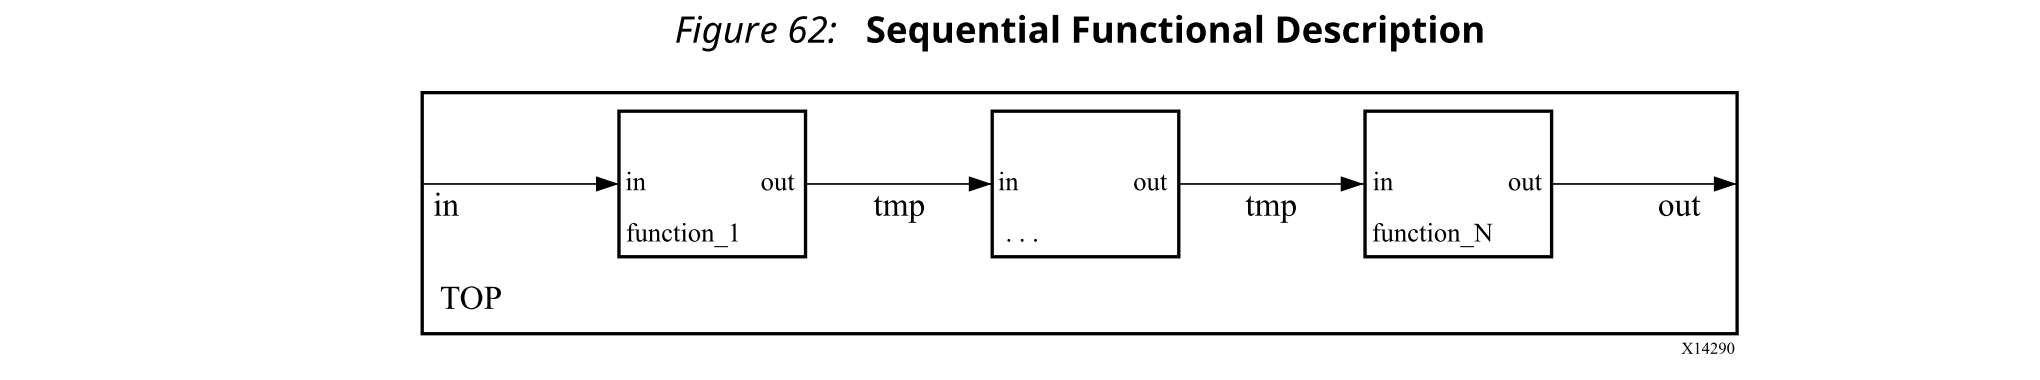 Figure 62: Sequential Functional Description
in out in out in out
in tmp tmp out
function_1 . . . function_N
TOP
X14290